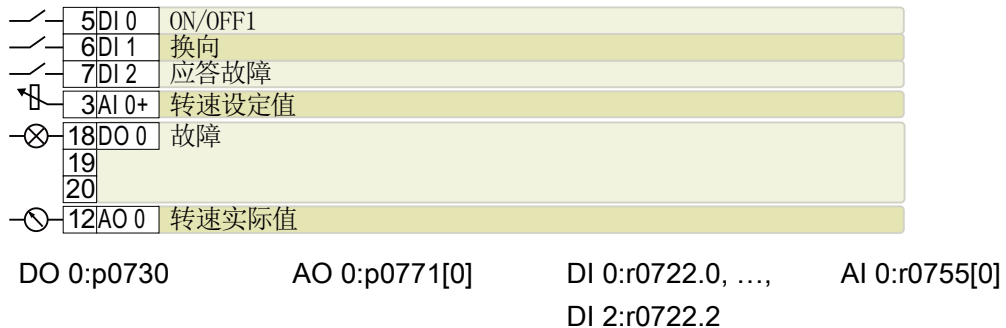 5 DI 0 ON/OFF1
6 DI 1 换向
7 DI 2 应答故障
3 AI 0+ 转速设定值
18 DO 0 故障
19
20
12 AO 0 转速实际值
DO 0:p0730 AO 0:p0771[0] DI 0:r0722.0, …, AI 0:r0755[0]
DI 2:r0722.2